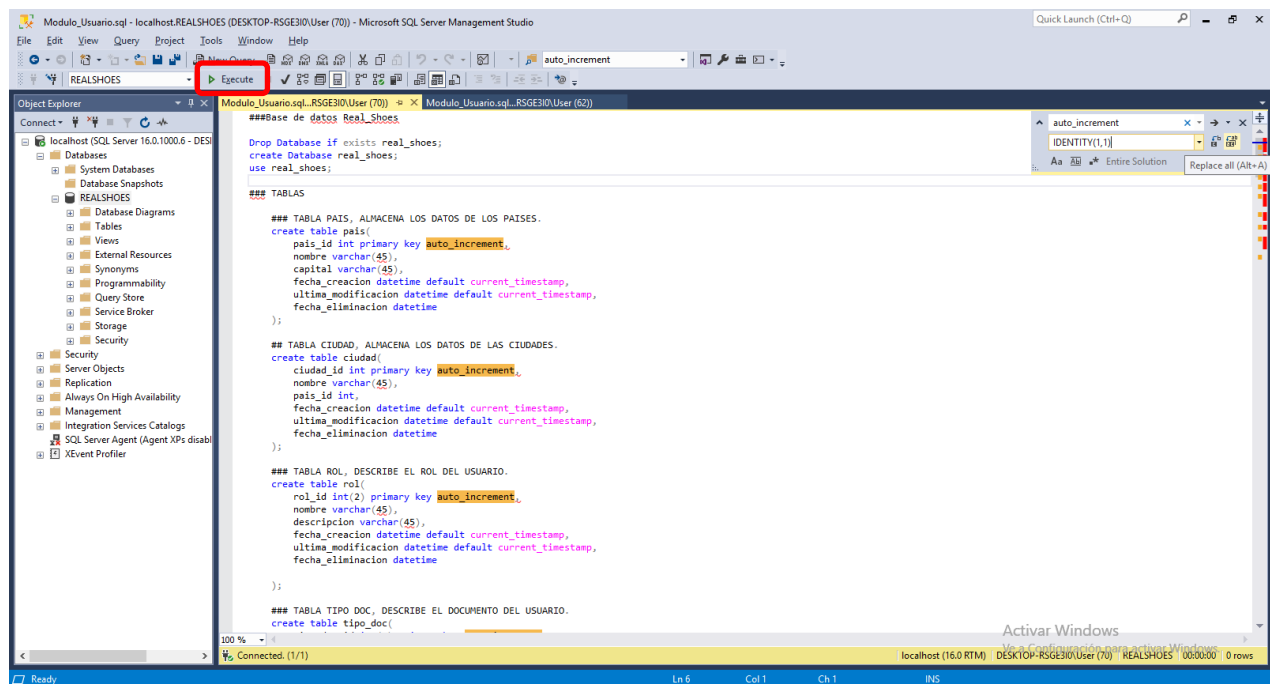 Modulo_Usuario.sql - localhost.REALSHOES (DESKTOP-RSGE3I0\User (70)) - Microsoft SQL Server Management Studio
Quick Launch (Ctrl+Q)
File Edit View Query Project Tools Window Help
New Query
auto_increment
REALSHOES
Execute
Object Explorer
Modulo_Usuario.sql...RSGE3I0\User (70))
Modulo_Usuario.sql...RSGE3I0\User (62))
Connect
localhost (SQL Server 16.0.1000.6 - DESI
Databases
System Databases
Database Snapshots
REALSHOES
Database Diagrams
Tables
Views
External Resources
Synonyms
Programmability
Query Store
Service Broker
Storage
Security
Security
Server Objects
Replication
Always On High Availability
Management
Integration Services Catalogs
SQL Server Agent (Agent XPs disabl
XEvent Profiler
###Base de datos Real_Shoes
Drop Database if exists real_shoes;
create Database real_shoes;
use real_shoes;
### TABLAS
### TABLA PAIS, ALMACENA LOS DATOS DE LOS PAISES.
create table pais(
pais_id int primary key auto_increment,
nombre varchar(45),
capital varchar(45),
fecha_creacion datetime default current_timestamp,
ultima_modificacion datetime default current_timestamp,
fecha_eliminacion datetime
);
## TABLA CIUDAD, ALMACENA LOS DATOS DE LAS CIUDADES.
create table ciudad(
ciudad_id int primary key auto_increment,
nombre varchar(45),
pais_id int,
fecha_creacion datetime default current_timestamp,
ultima_modificacion datetime default current_timestamp,
fecha_eliminacion datetime
);
### TABLA ROL, DESCRIBE EL ROL DEL USUARIO.
create table rol(
rol_id int(2) primary key auto_increment,
nombre varchar(45),
descripcion varchar(45),
fecha_creacion datetime default current_timestamp,
ultima_modificacion datetime default current_timestamp,
fecha_eliminacion datetime
);
### TABLA TIPO DOC, DESCRIBE EL DOCUMENTO DEL USUARIO.
create table tipo_doc(
auto_increment
IDENTITY(1,1)
Aa Ab Entire Solution
Replace all (Alt+A)
100 %
Activar Windows
Ve a Configuración para activar Windows.
Connected. (1/1)
localhost (16.0 RTM) DESKTOP-RSGE3I0\User (70) REALSHOES 00:00:00 0 rows
Ready
Ln 6 Col 1 Ch 1 INS